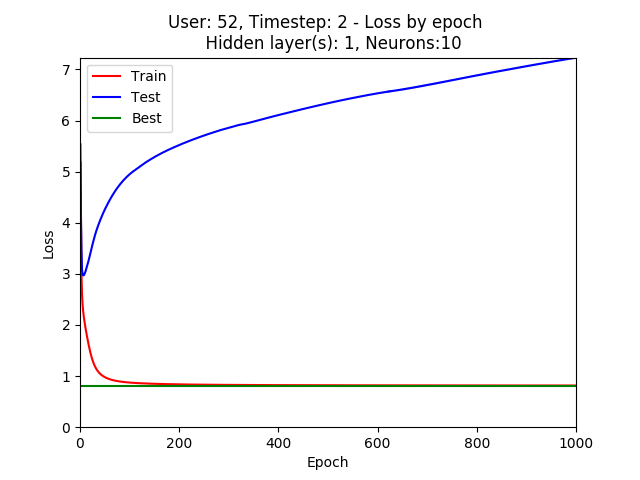 User: 52, Timestep: 2 - Loss by epoch
Hidden layer(s): 1, Neurons:10
Train
Test
Best
7
6
5
4
3
2
1
0
Loss
0 200 400 600 800 1000
Epoch